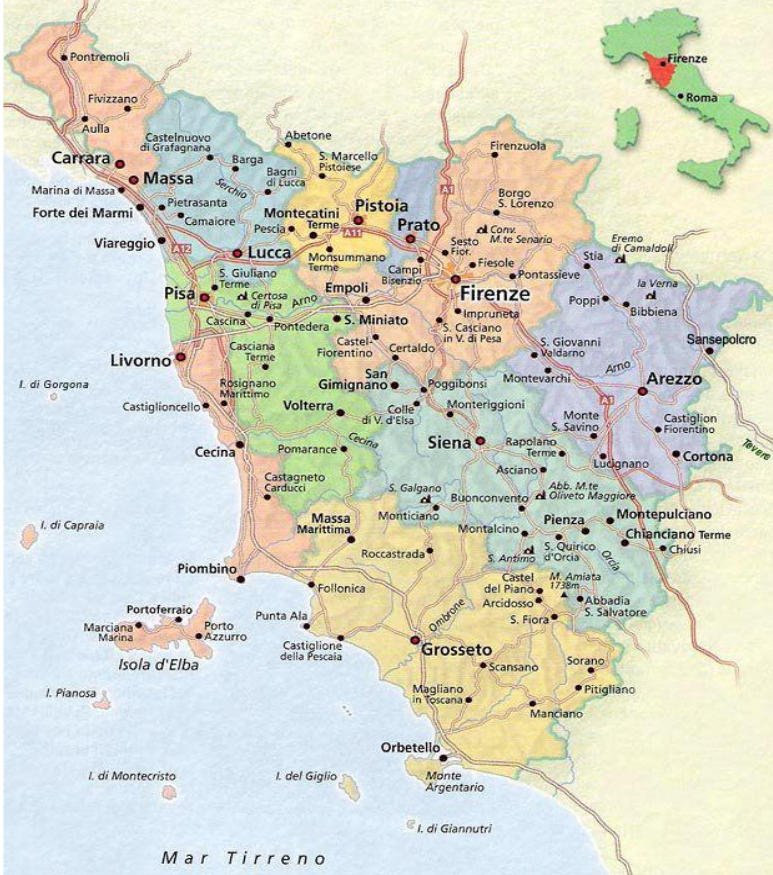 Pontremoli
Firenze
Roma
Fivizzano
Aulla
Castelnuovo
di Grafagnana
Abetone
Barga
S. Marcello
Pistoiese
Firenzuola
Carrara
Massa
Bagni
di Lucca
Serchio
A1
Marina di Massa
Pietrasanta
Forte dei Marmi
Camaiore
Montecatini
Terme
Pistoia
Borgo
S. Lorenzo
Pescia
A11
Prato
Conv.
M.te Senario
Viareggio
A12
Lucca
Monsummano
Terme
Sesto
Fior.
Fiesole
Stia
Eremo
di Camaldoli
Campi
Bisenzio
Pontassieve
S. Giuliano
Terme
Pisa
Certosa
di Pisa
Arno
Empoli
Firenze
la Verna
Poppi
Bibbiena
Cascina
Pontedera
S. Miniato
Impruneta
S. Casciano
in V. di Pesa
Livorno
Casciana
Terme
Castel-
Fiorentino
Certaldo
S. Giovanni
Valdarno
Sansepolcro
I. di Gorgona
Rosignano
Marittimo
San
Gimignano
Poggibonsi
Montevarchi
Arno
Arezzo
Castiglioncello
Volterra
Colle
di V. d'Elsa
Monteriggioni
A1
Monte
S. Savino
Castiglion
Fiorentino
Tevere
Cecina
Cecina
Pomarance
Siena
Rapolano
Terme
Lucignano
Cortona
Asciano
Castagneto
Carducci
S. Galgano
Monticiano
Buonconvento
Abb. M.te
Oliveto Maggiore
I. di Capraia
Massa
Marittima
Montalcino
Pienza
Montepulciano
Chianciano Terme
Roccastrada
S. Antimo
S. Quirico
d'Orcia
Orcia
Chiusi
Piombino
Follonica
Castel
del Piano
M. Amiata
1738m
Arcidosso
Abbadia
S. Salvatore
Portoferraio
Marciana
Marina
Porto
Azzurro
Punta Ala
Ombrone
S. Fiora
Isola d'Elba
Castiglione
della Pescaia
Grosseto
Scansano
Sorano
I. Pianosa
Magliano
in Toscana
Pitigliano
Manciano
Orbetello
I. di Montecristo
I. del Giglio
Monte
Argentario
I. di Giannutri
Mar Tirreno